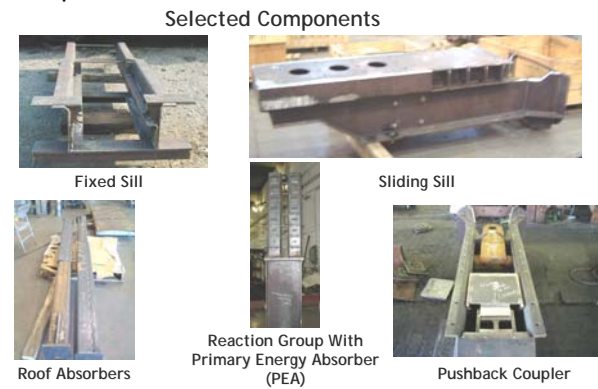 Selected Components
Fixed Sill
Sliding Sill
Roof Absorbers
Reaction Group With
Primary Energy Absorber
(PEA)
Pushback Coupler